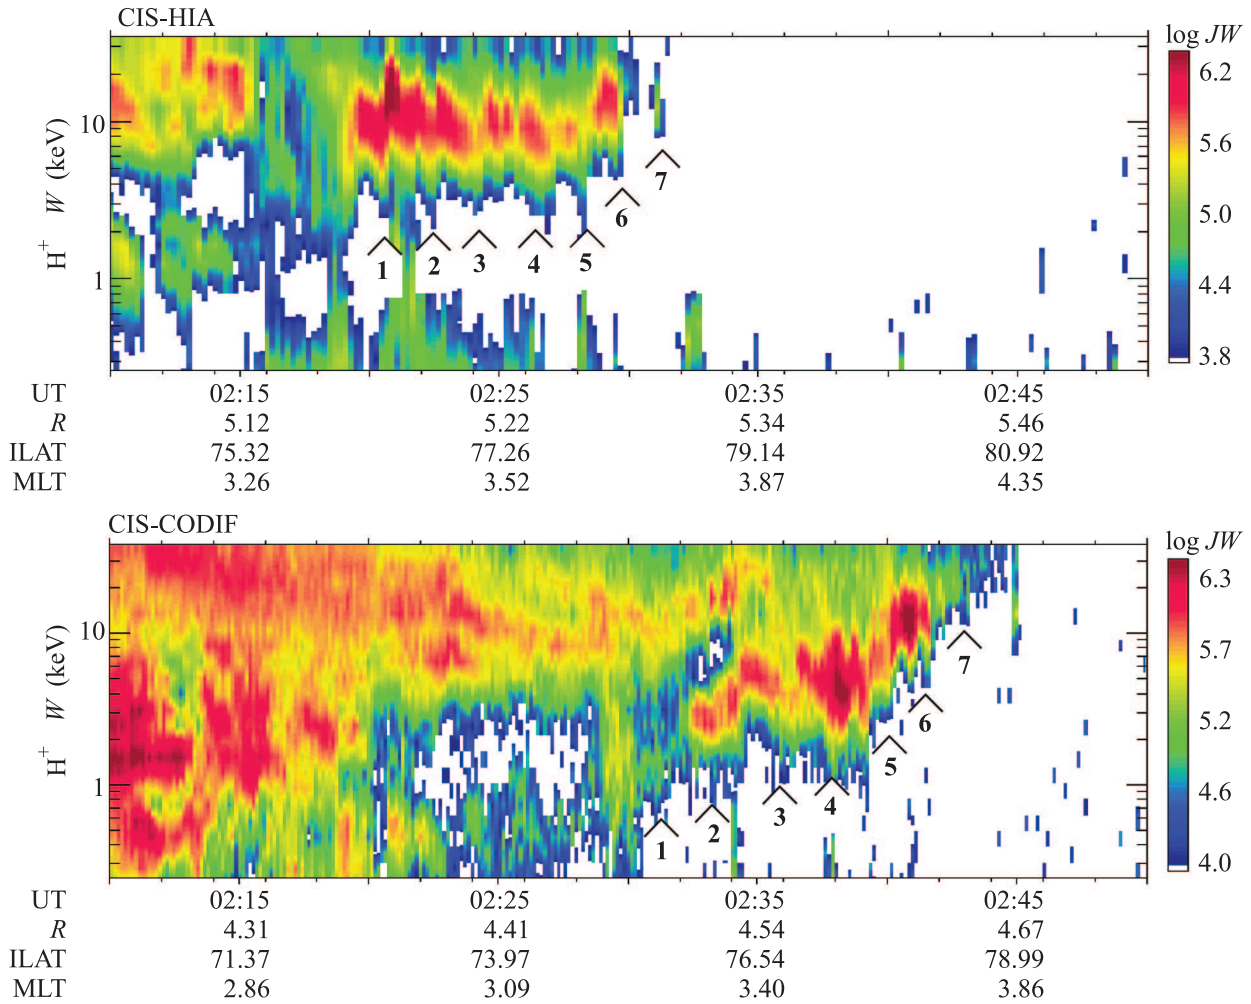 CIS-HIA
log JW
6.2
5.6
5.0
4.4
3.8
H+ W (keV)
10
1
1 2 3 4 5 6 7
UT 02:15 02:25 02:35 02:45
R 5.12 5.22 5.34 5.46
ILAT 75.32 77.26 79.14 80.92
MLT 3.26 3.52 3.87 4.35
CIS-CODIF
log JW
6.3
5.7
5.2
4.6
4.0
H+ W (keV)
10
1
1 2 3 4 5 6 7
UT 02:15 02:25 02:35 02:45
R 4.31 4.41 4.54 4.67
ILAT 71.37 73.97 76.54 78.99
MLT 2.86 3.09 3.40 3.86